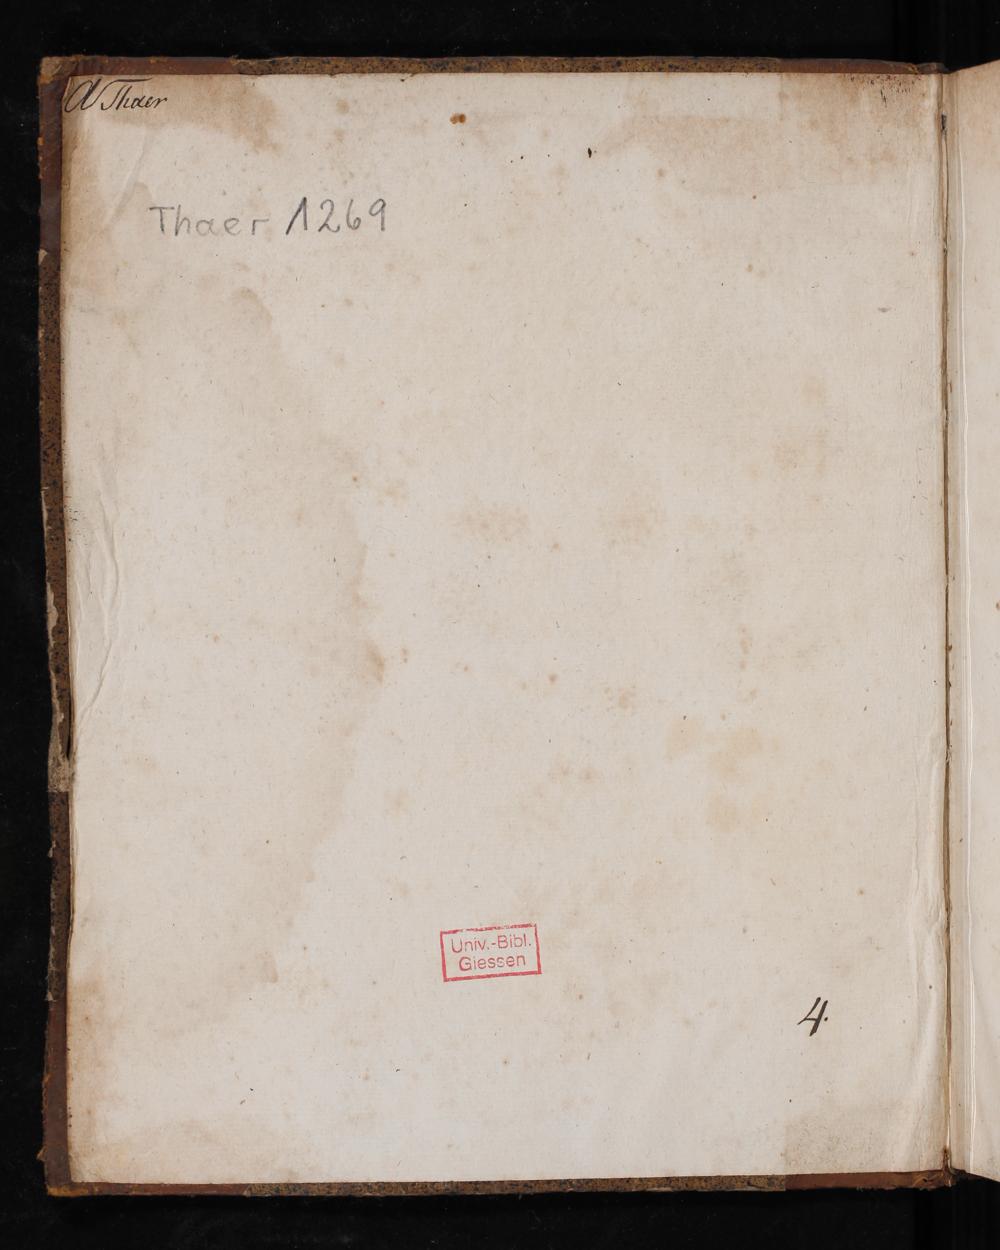 A Thaer
Thaer 1269
Univ.-Bibl.
Giessen
4.